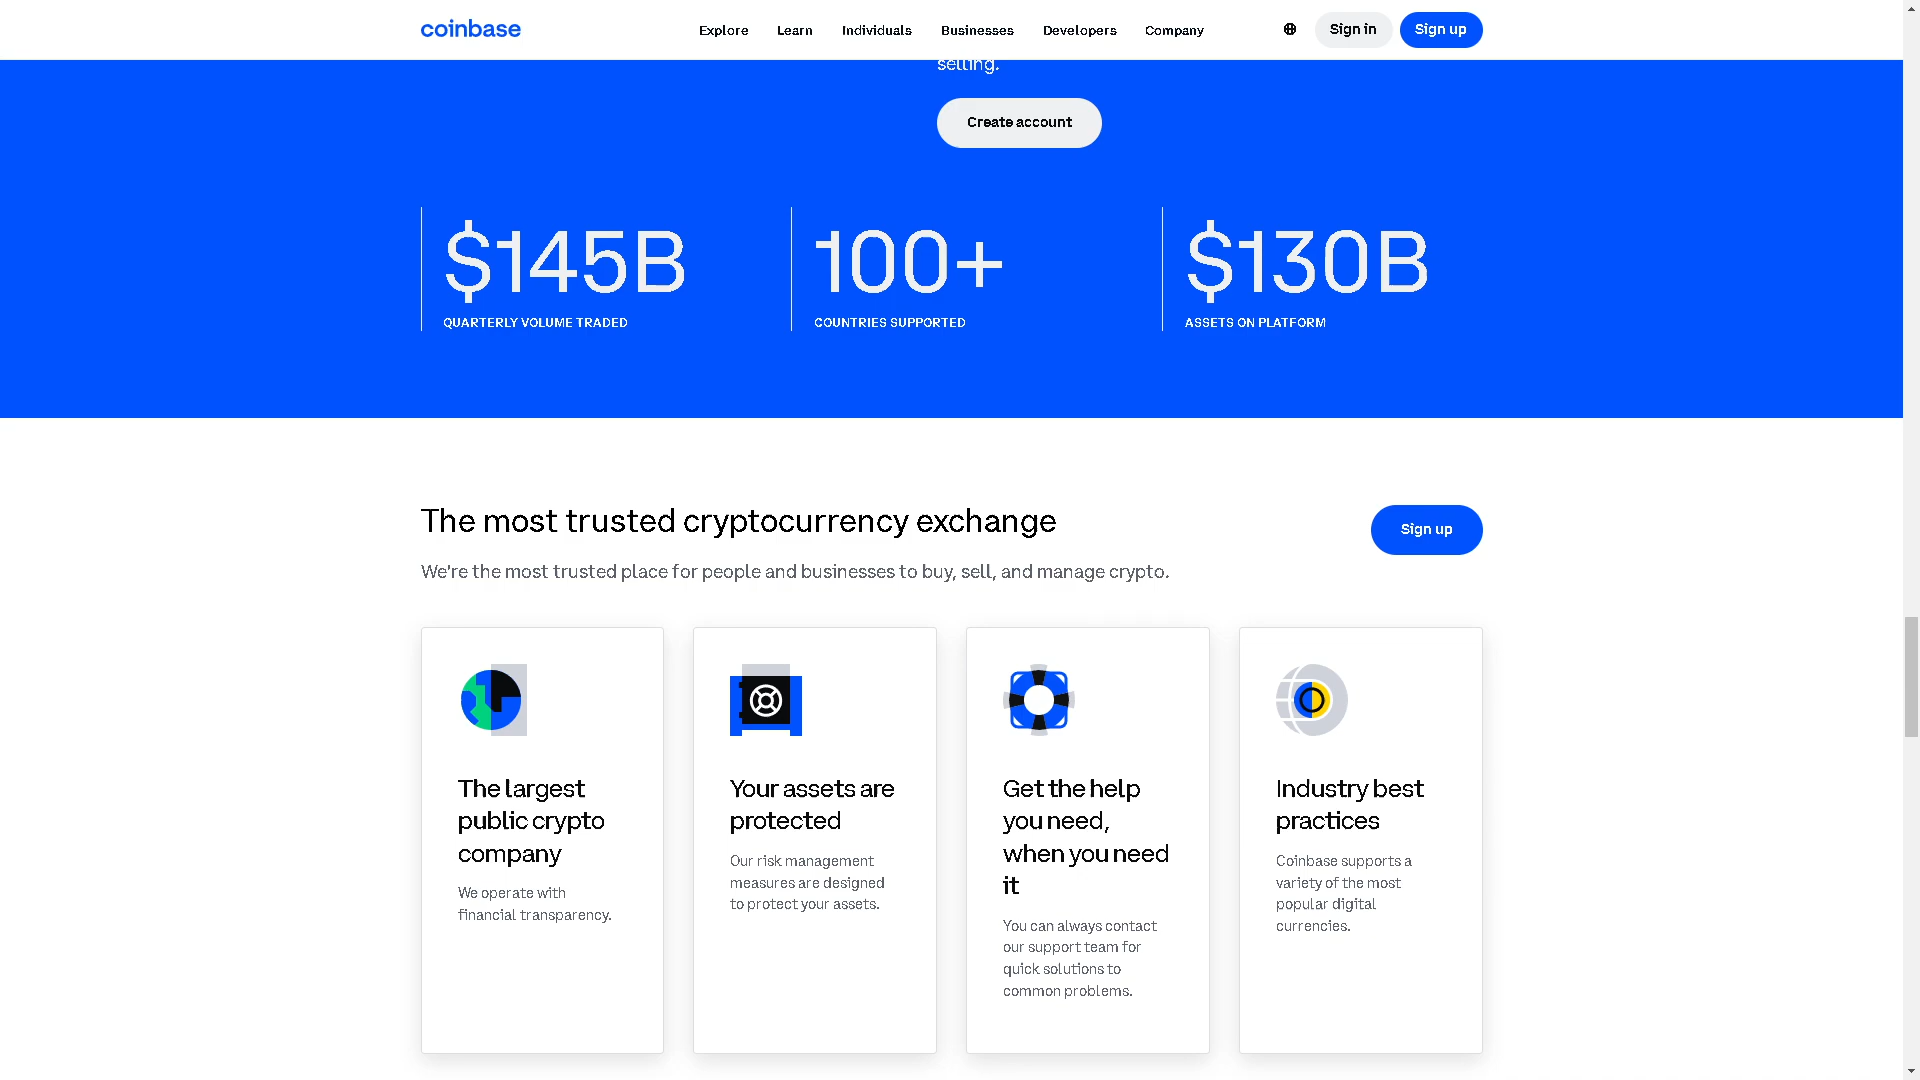 coinbase
Explore
Learn
Individuals
Businesses
Developers
Company
Sign in
Sign up
selling.
Create account
$145B
QUARTERLY VOLUME TRADED
100+
COUNTRIES SUPPORTED
$130B
ASSETS ON PLATFORM
The most trusted cryptocurrency exchange
We're the most trusted place for people and businesses to buy, sell, and manage crypto.
Sign up
The largest
public crypto
company
We operate with
financial transparency.
Your assets are
protected
Our risk management
measures are designed
to protect your assets.
Get the help
you need,
when you need
it
You can always contact
our support team for
quick solutions to
common problems.
Industry best
practices
Coinbase supports a
variety of the most
popular digital
currencies.